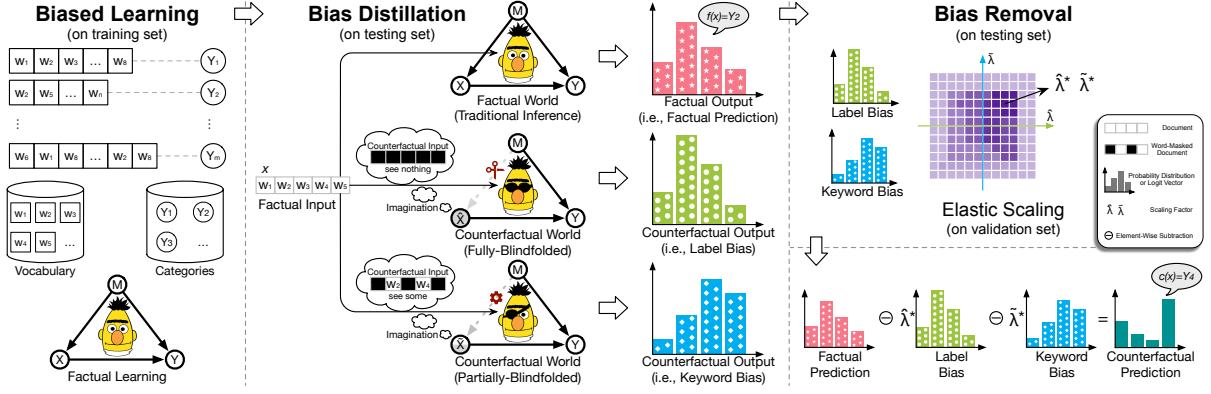 Biased Learning
(on training set)
W₁ W₂ W₃ … W₈ Y₁
W₂ W₅ … Wₙ Y₂
⋮ ⋮
W₆ W₁ W₈ … W₂ W₈ Yₘ
W₁ W₂ W₃
W₄ W₅ …
Vocabulary
Y₁ Y₂
Y₃ …
Categories
M
X Y
Factual Learning
Bias Distillation
(on testing set)
x
W₁ W₂ W₃ W₄ W₅
Factual Input
M
X Y
Factual World
(Traditional Inference)
Counterfactual Input
see nothing
Imagination
M
X̂ Y
Counterfactual World
(Fully-Blindfolded)
Counterfactual Input
W₂ W₄
see some
Imagination
M
X̃ Y
Counterfactual World
(Partially-Blindfolded)
f(x)=Y₂
Factual Output
(i.e., Factual Prediction)
Counterfactual Output
(i.e., Label Bias)
Counterfactual Output
(i.e., Keyword Bias)
Bias Removal
(on testing set)
Label Bias
Keyword Bias
λ̃
λ̂* λ̃*
λ̂
Elastic Scaling
(on validation set)
Document
Word-Masked
Document
Probability Distribution
or Logit Vector
λ̂ λ̃ Scaling Factor
⊖ Element-Wise Subtraction
c(x)=Y₄
⊖ λ̂* ⊖ λ̃* =
Factual
Prediction
Label
Bias
Keyword
Bias
Counterfactual
Prediction